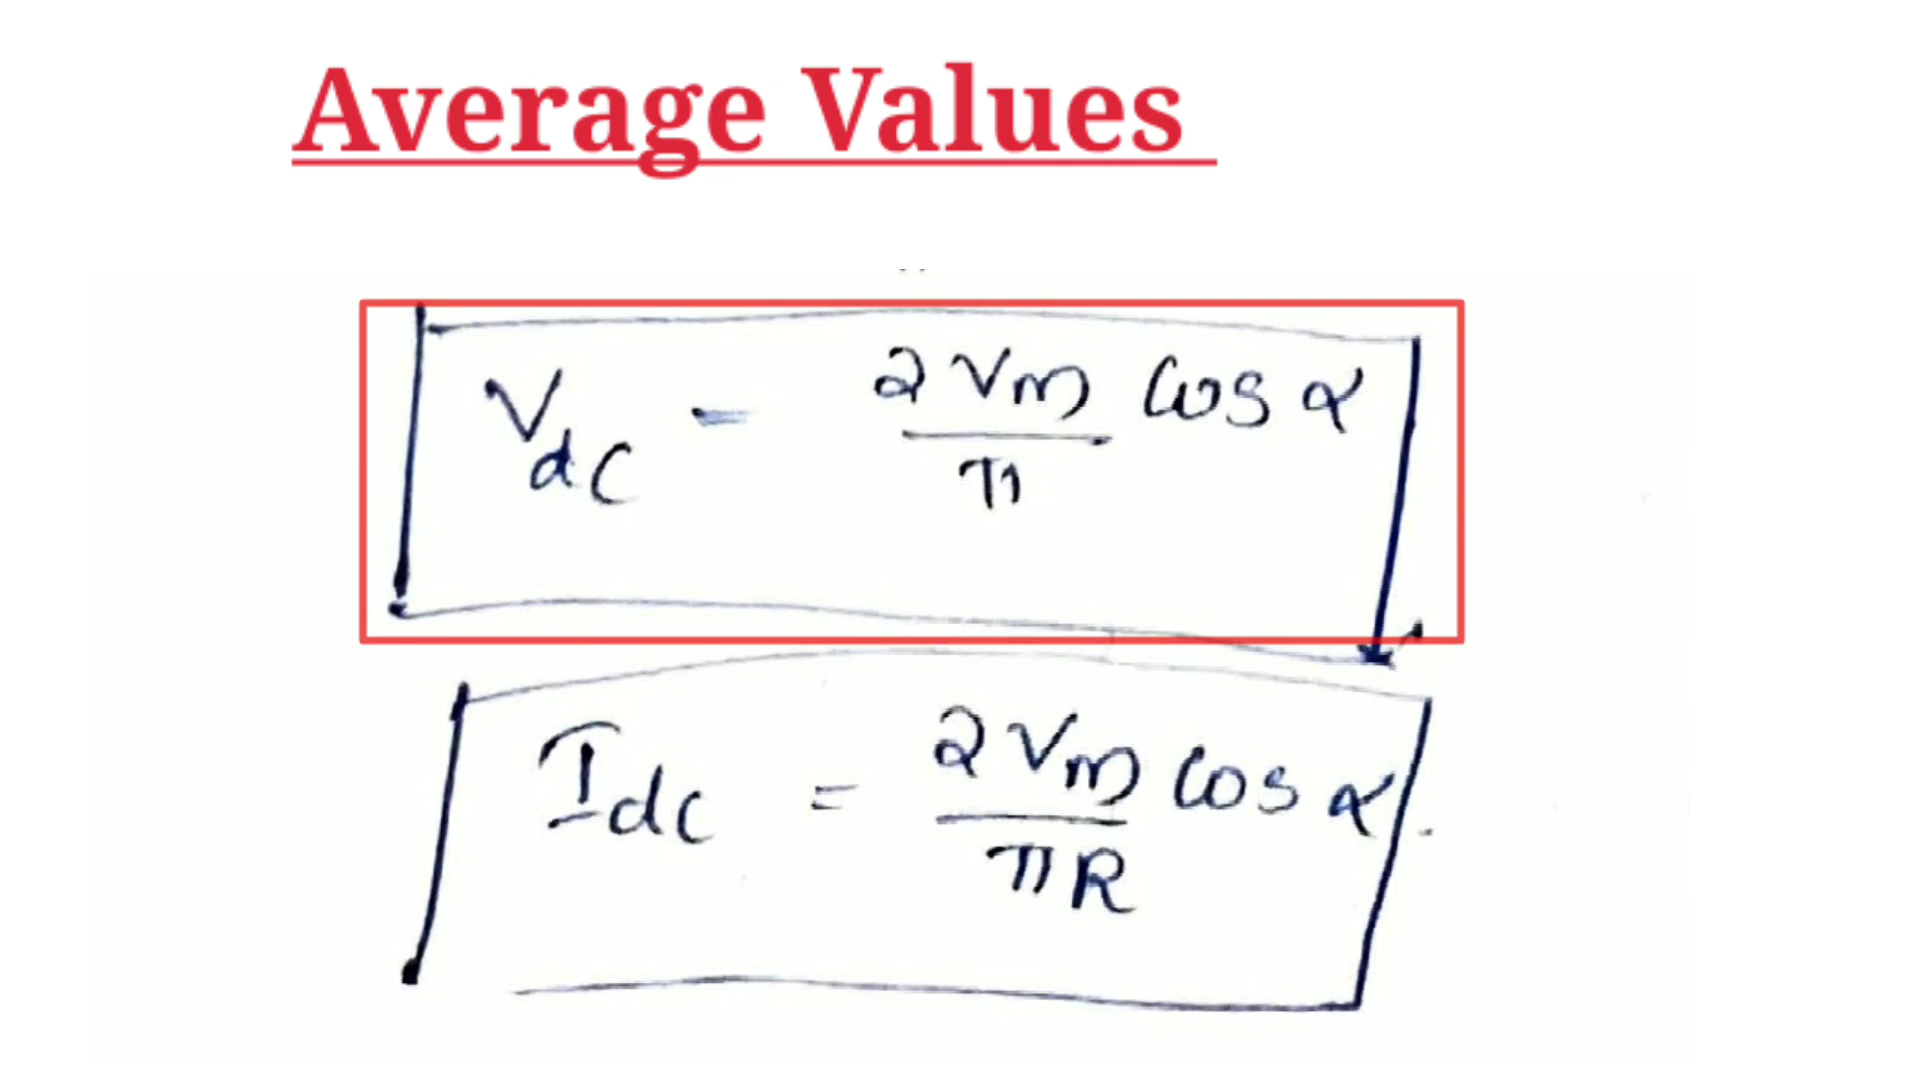 Average Values
Vdc = 2Vm/π cos α
Idc = 2Vm/πR cos α.